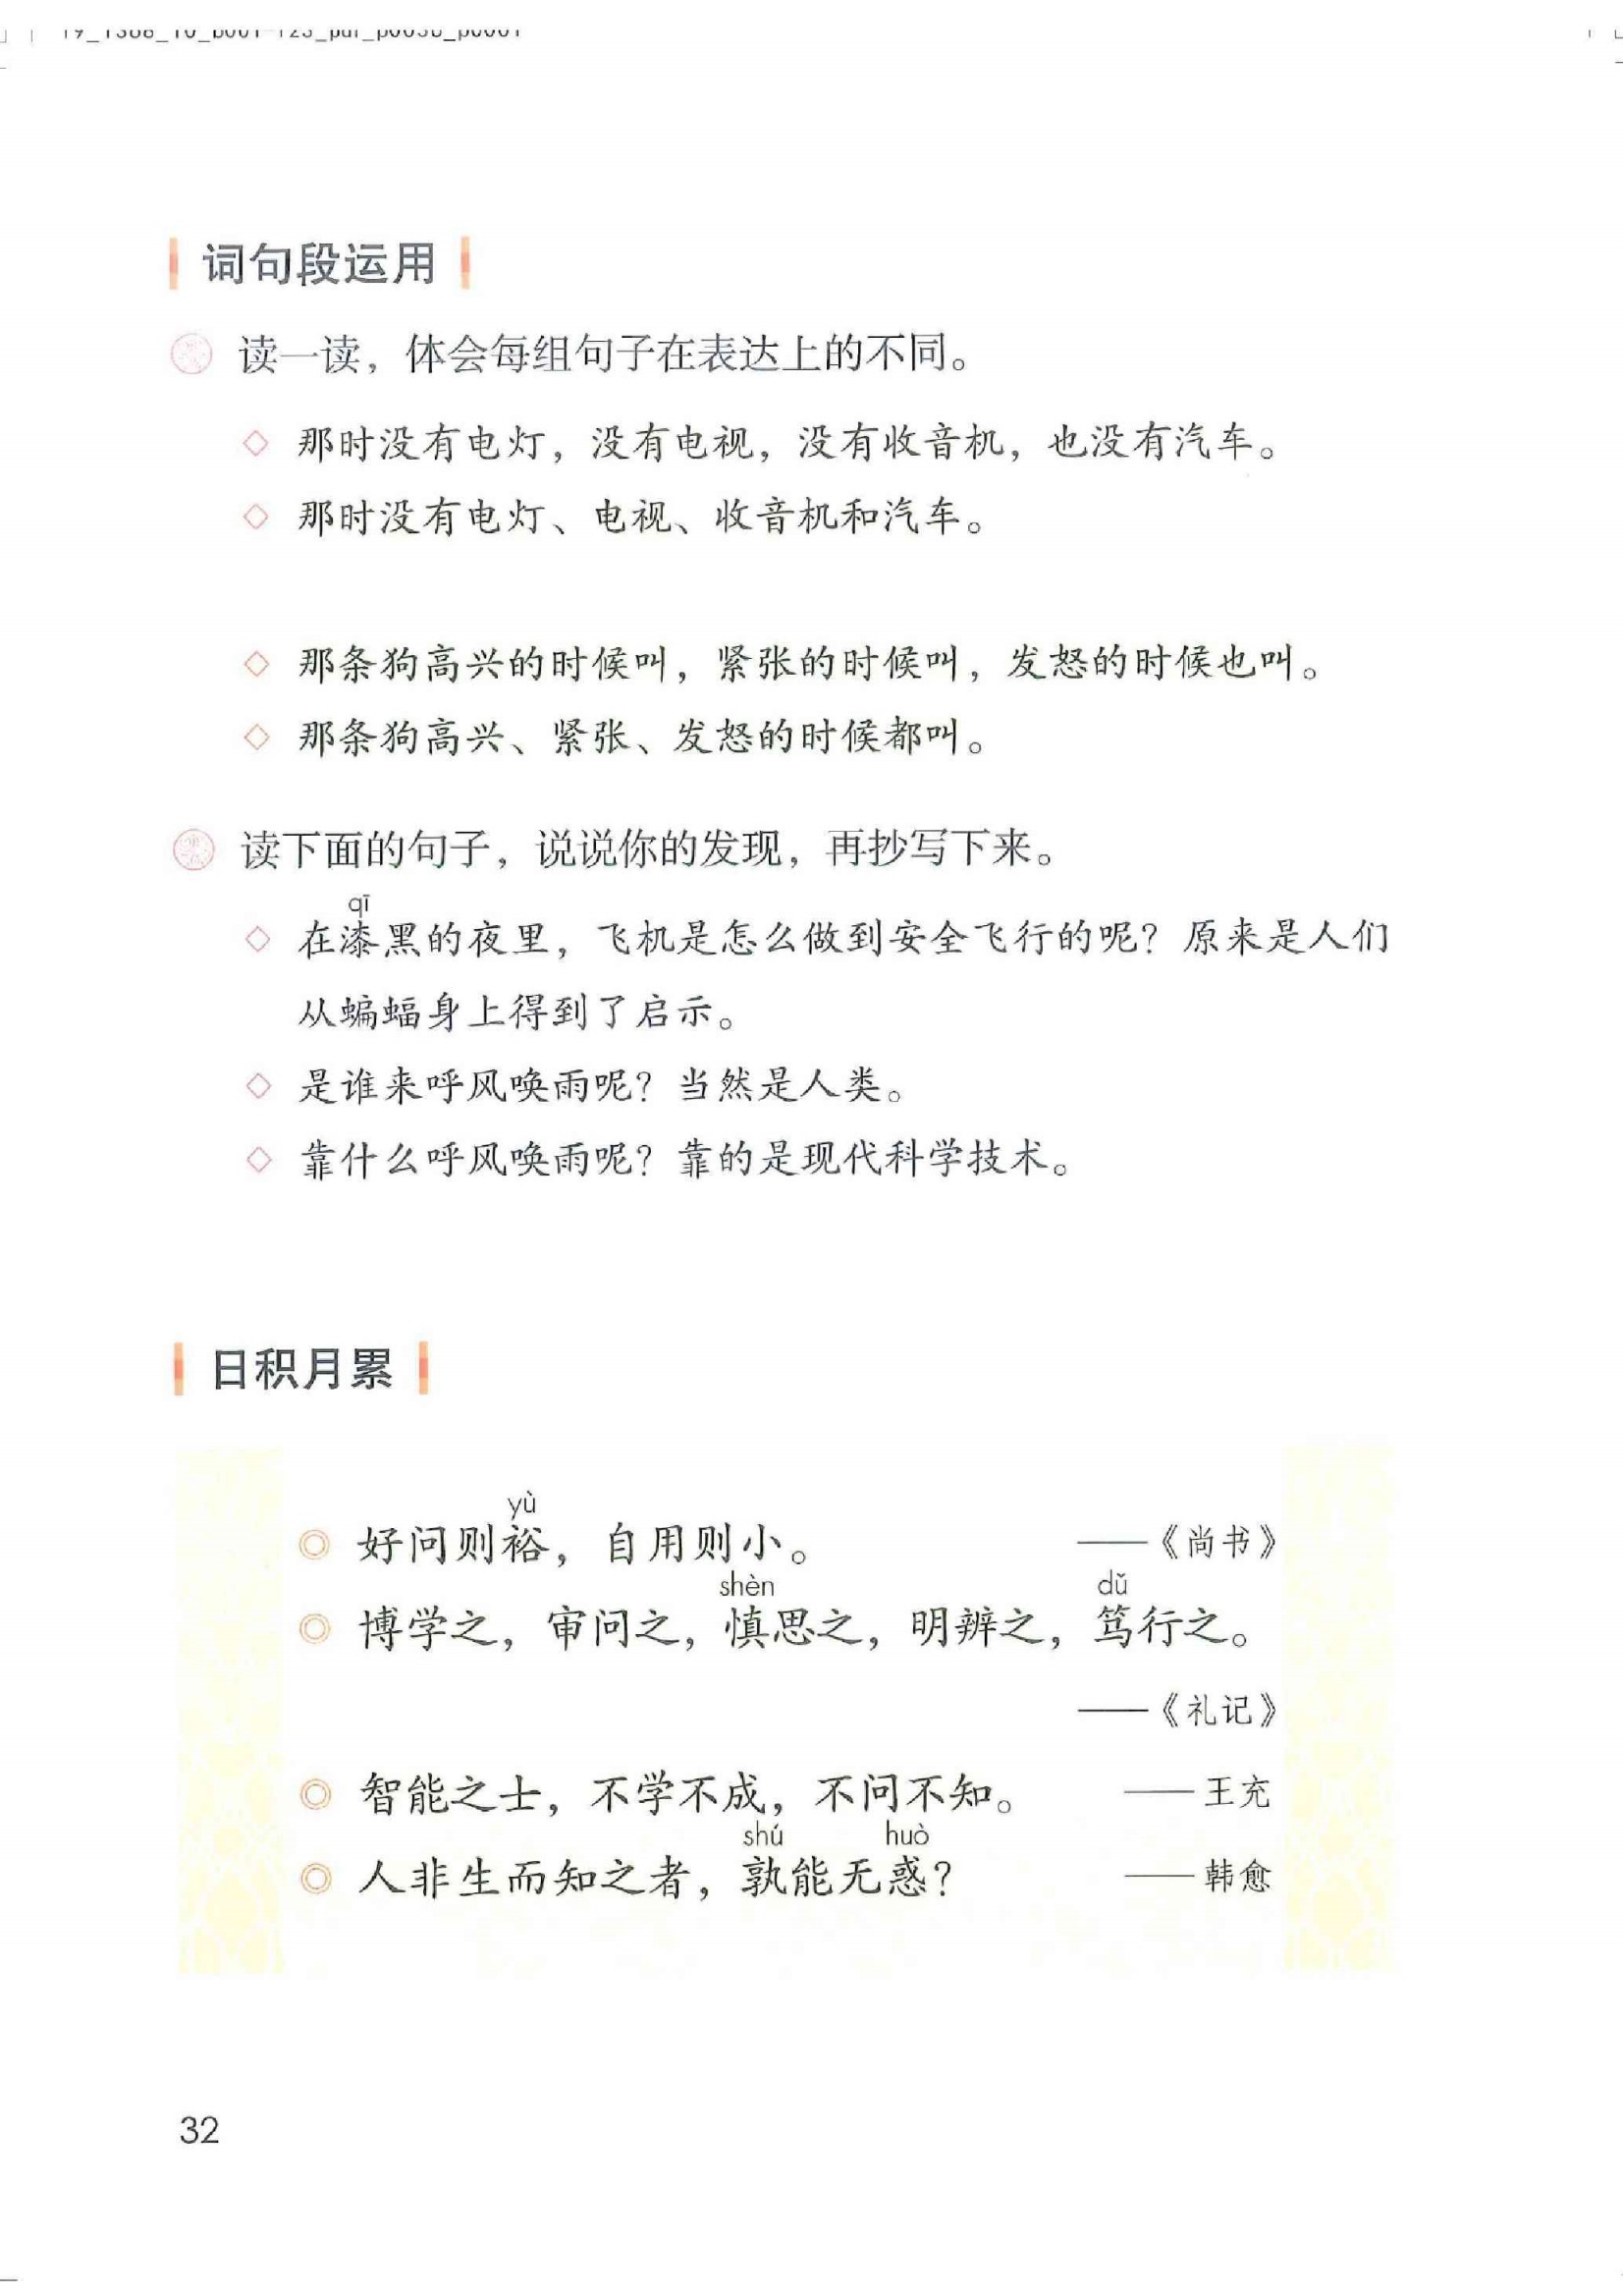 词句段运用
读一读，体会每组句子在表达上的不同。
◇ 那时没有电灯，没有电视，没有收音机，也没有汽车。
◇ 那时没有电灯、电视、收音机和汽车。
◇ 那条狗高兴的时候叫，紧张的时候叫，发怒的时候也叫。
◇ 那条狗高兴、紧张、发怒的时候都叫。
读下面的句子，说说你的发现，再抄写下来。
qī
◇ 在漆黑的夜里，飞机是怎么做到安全飞行的呢？原来是人们
从蝙蝠身上得到了启示。
◇ 是谁来呼风唤雨呢？当然是人类。
◇ 靠什么呼风唤雨呢？靠的是现代科学技术。
日积月累
yù
◎ 好问则裕，自用则小。 ——《尚书》
shèn dǔ
◎ 博学之，审问之，慎思之，明辨之，笃行之。
——《礼记》
◎ 智能之士，不学不成，不问不知。 ——王充
shú huò
◎ 人非生而知之者，孰能无惑？ ——韩愈
32